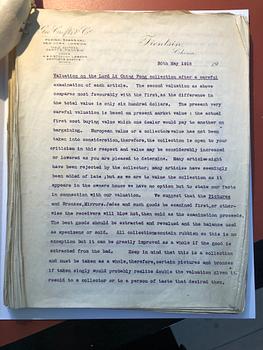 Geo. Crofts & Co
Tientsin,
China,
30th May 1918
Valuation on the Lord Li Ching Fong collection after a careful
examination of each article. The second valuation as above
compares most favourably with the first, as the difference in
the total value is only six hundred dollars. The present very
careful valuation is based on present market value : the actual
first cost buying value which one dealer would pay to another on
bargaining. European value or a collectors value has not been
taken into consideration, therefore, the collection is open to your
criticisms in this respect and value may be considerably increased
or lowered as you are pleased to determine. Many articles might
have been rejected by the collector; many articles have seemingly
been added of late, but as we are to value the collection as it
appears in the owners house we have no option but to state our facts
in connection with our valuation. We suggest that the Pictures
and Bronzes, Mirrors, Jades and such goods be examined first, or other-
wise the receivers will miss out, then sold as the examination proceeds.
The best goods should be extracted and revalued and the balance used
as specimens or sold. All collections contain rubbish so this is no
exception but it can be greatly improved as a whole if the good is
extracted from the bad. Keep in mind that this is a collection
and must be taken as a whole, therefore, certain pictures and bronzes
if taken singly would probably realize double the valuation given if
resold to a collector or to a person of taste that desired them,